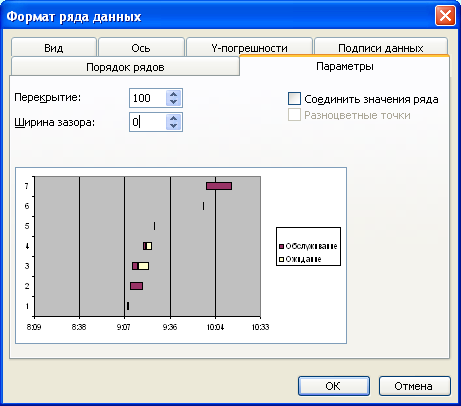 Формат ряда данных
Вид
Ось
Y-погрешности
Подписи данных
Порядок рядов
Параметры
Перекрытие: 100
Ширина зазора: 0
Соединить значения ряда
Разноцветные точки
7
6
5
4
3
2
1
8:09 8:38 9:07 9:36 10:04 10:33
Обслуживание
Ожидание
OK
Отмена